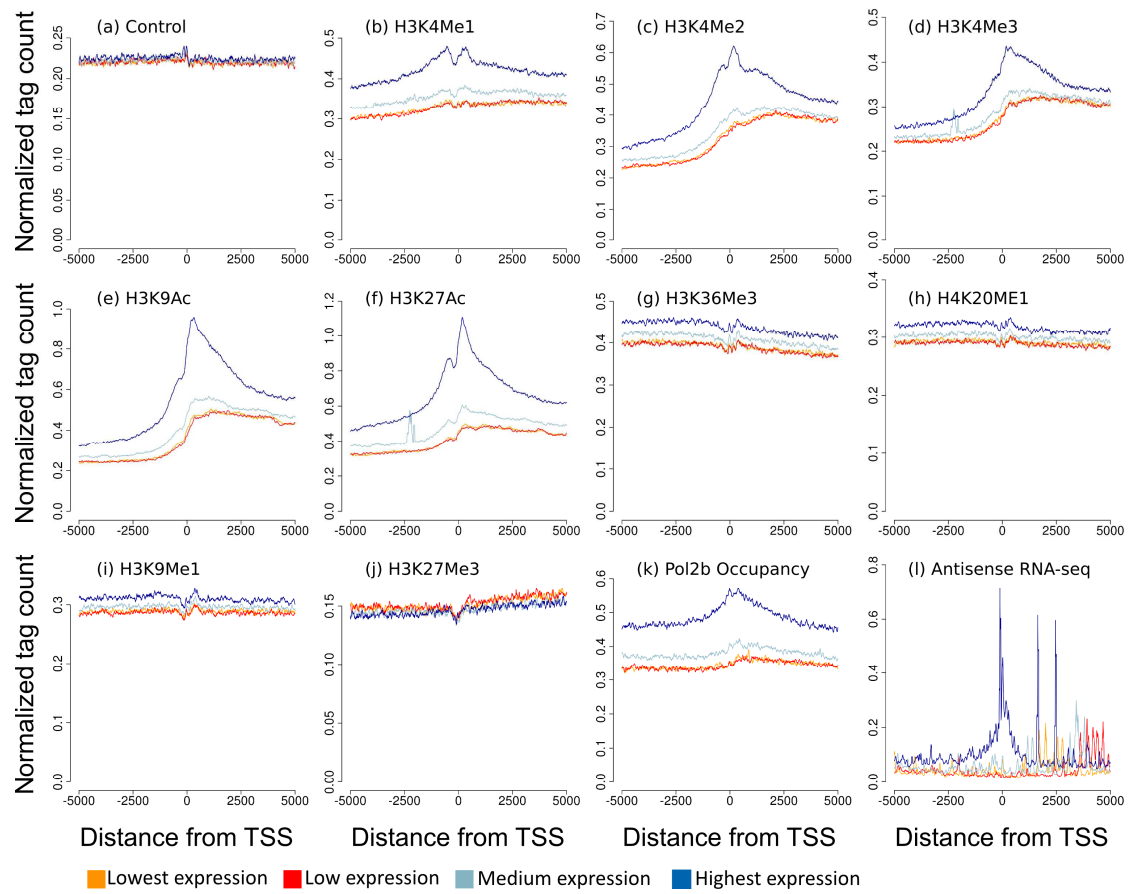 (a) Control
(b) H3K4Me1
(c) H3K4Me2
(d) H3K4Me3
Normalized tag count
0.00 0.05 0.10 0.15 0.20 0.25
0.0 0.1 0.2 0.3 0.4 0.5
0.0 0.1 0.2 0.3 0.4 0.5 0.6 0.7
0.0 0.1 0.2 0.3 0.4 0.5
-5000 -2500 0 2500 5000
-5000 -2500 0 2500 5000
-5000 -2500 0 2500 5000
-5000 -2500 0 2500 5000
(e) H3K9Ac
(f) H3K27Ac
(g) H3K36Me3
(h) H4K20ME1
Normalized tag count
0.0 0.2 0.4 0.6 0.8 1.0
0.0 0.2 0.4 0.6 0.8 1.0 1.2
0.0 0.1 0.2 0.3 0.4 0.5
0.0 0.1 0.2 0.3 0.4
-5000 -2500 0 2500 5000
-5000 -2500 0 2500 5000
-5000 -2500 0 2500 5000
-5000 -2500 0 2500 5000
(i) H3K9Me1
(j) H3K27Me3
(k) Pol2b Occupancy
(l) Antisense RNA-seq
Normalized tag count
0.0 0.1 0.2 0.3
0.00 0.05 0.10 0.15
0.0 0.1 0.2 0.3 0.4 0.5 0.6
0.0 0.2 0.4 0.6 0.8
-5000 -2500 0 2500 5000
-5000 -2500 0 2500 5000
-5000 -2500 0 2500 5000
-5000 -2500 0 2500 5000
Distance from TSS
Distance from TSS
Distance from TSS
Distance from TSS
Lowest expression
Low expression
Medium expression
Highest expression